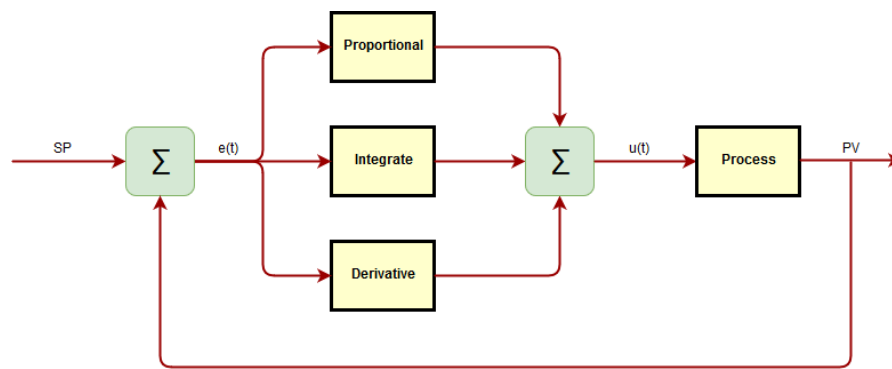 Proportional
SP
Σ
e(t)
Integrate
Σ
u(t)
Process
PV
Derivative